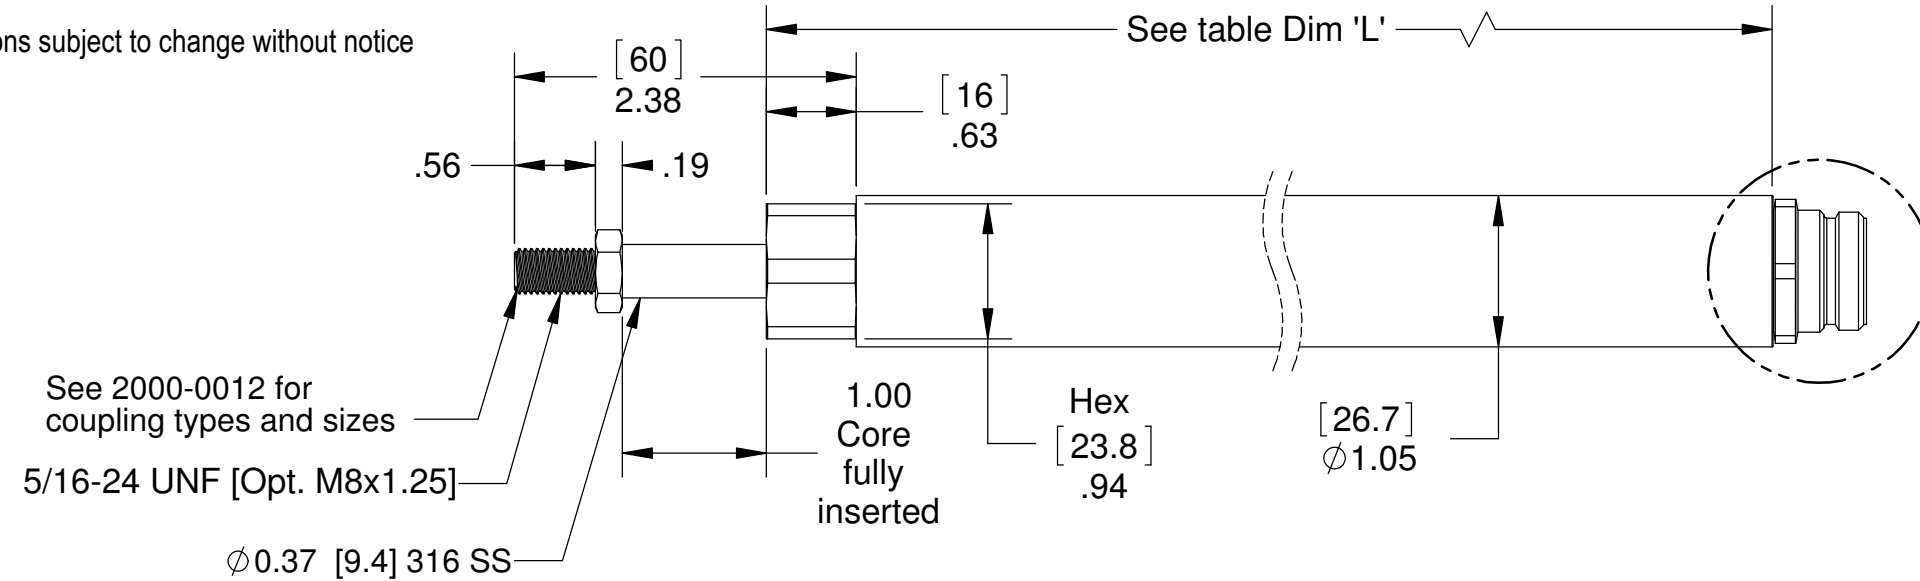 See table Dim 'L'
subject to change without notice
[60]
2.38
[16]
.63
.56
.19
See 2000-0012 for
coupling types and sizes
5/16-24 UNF [Opt. M8x1.25]
⌀0.37 [9.4] 316 SS
1.00
Core
fully
inserted
Hex
[23.8]
.94
[26.7]
⌀1.05